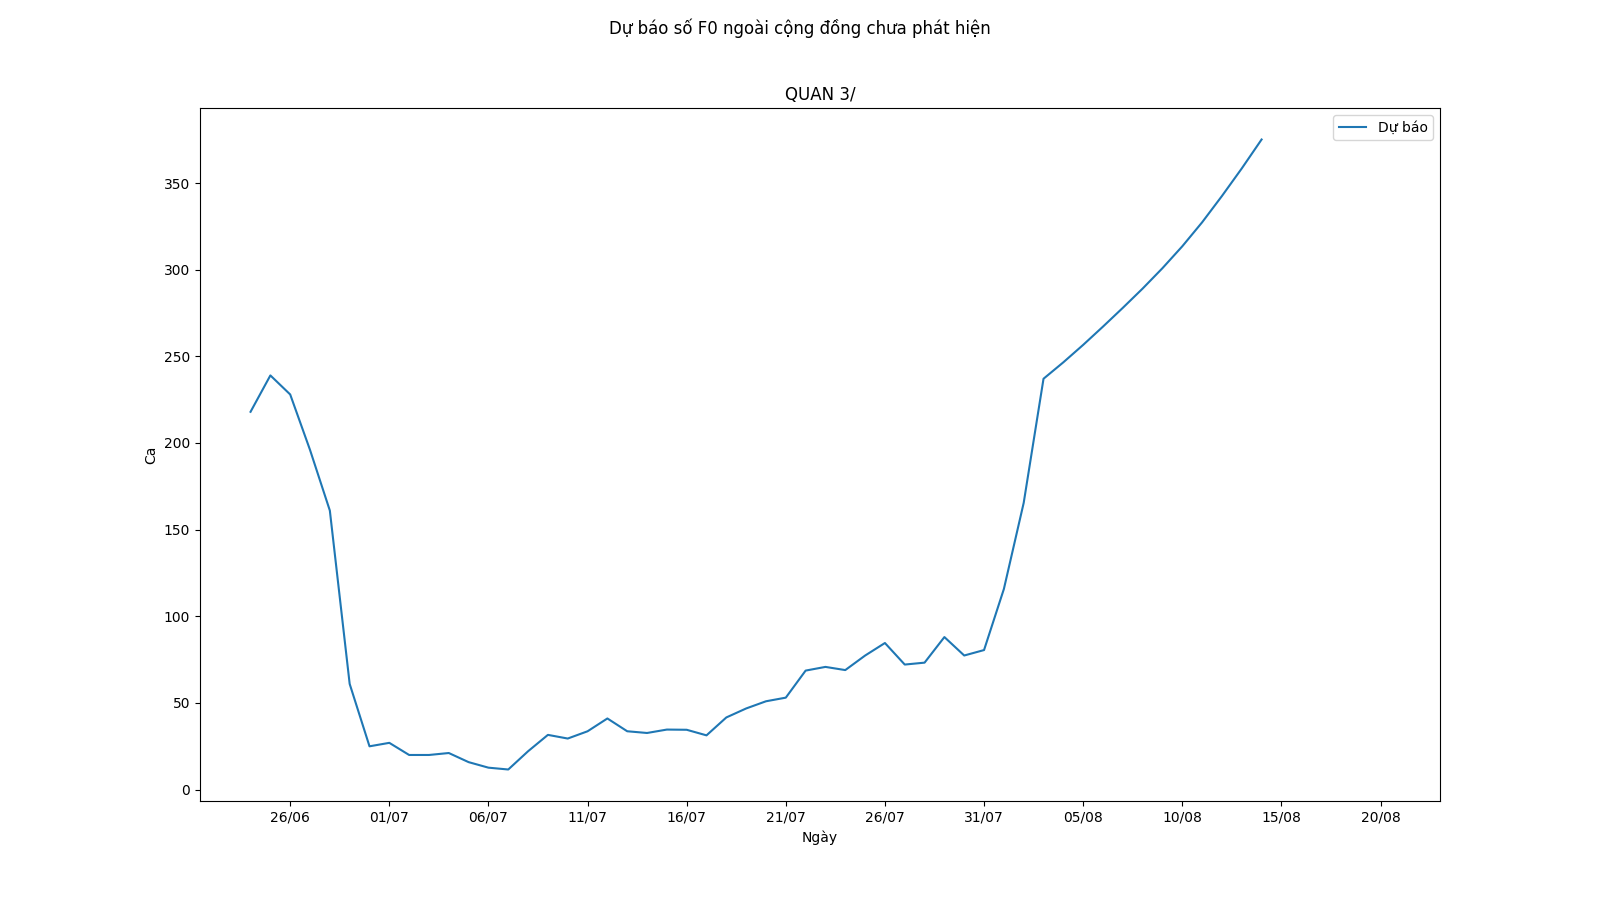 Dự báo số F0 ngoài cộng đồng chưa phát hiện
QUAN 3/
Dự báo
350
300
250
200
150
100
50
0
Ca
26/06 01/07 06/07 11/07 16/07 21/07 26/07 31/07 05/08 10/08 15/08 20/08
Ngày